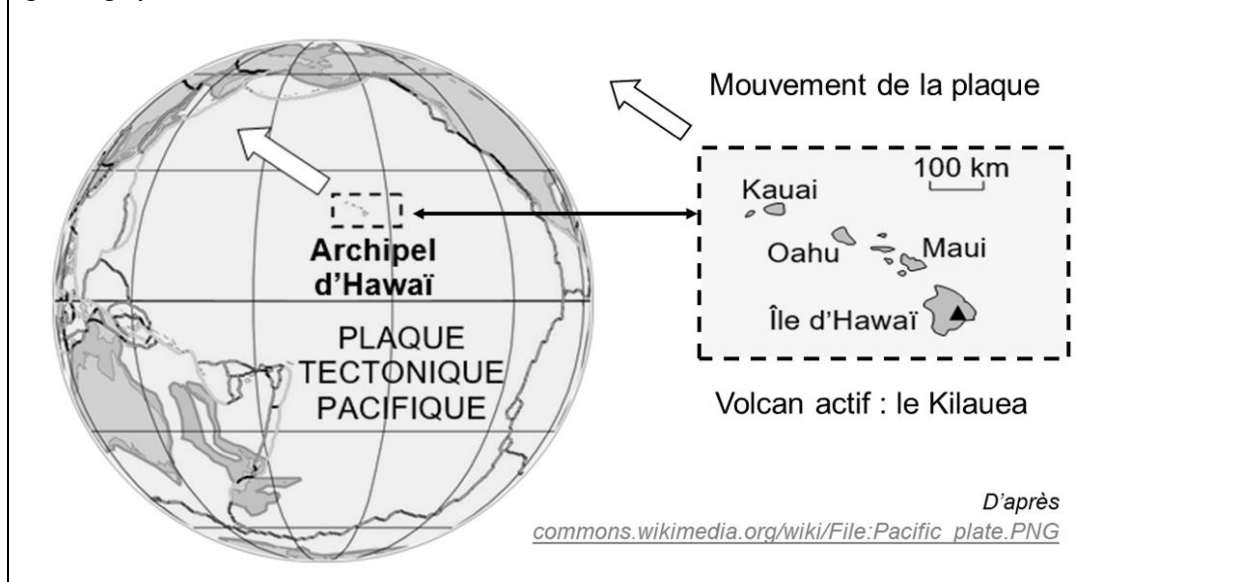 Mouvement de la plaque
100 km
Kauai
Oahu
Maui
Île d'Hawaï
Archipel
d'Hawaï
PLAQUE
TECTONIQUE
PACIFIQUE
Volcan actif : le Kilauea
D'après
commons.wikimedia.org/wiki/File:Pacific_plate.PNG